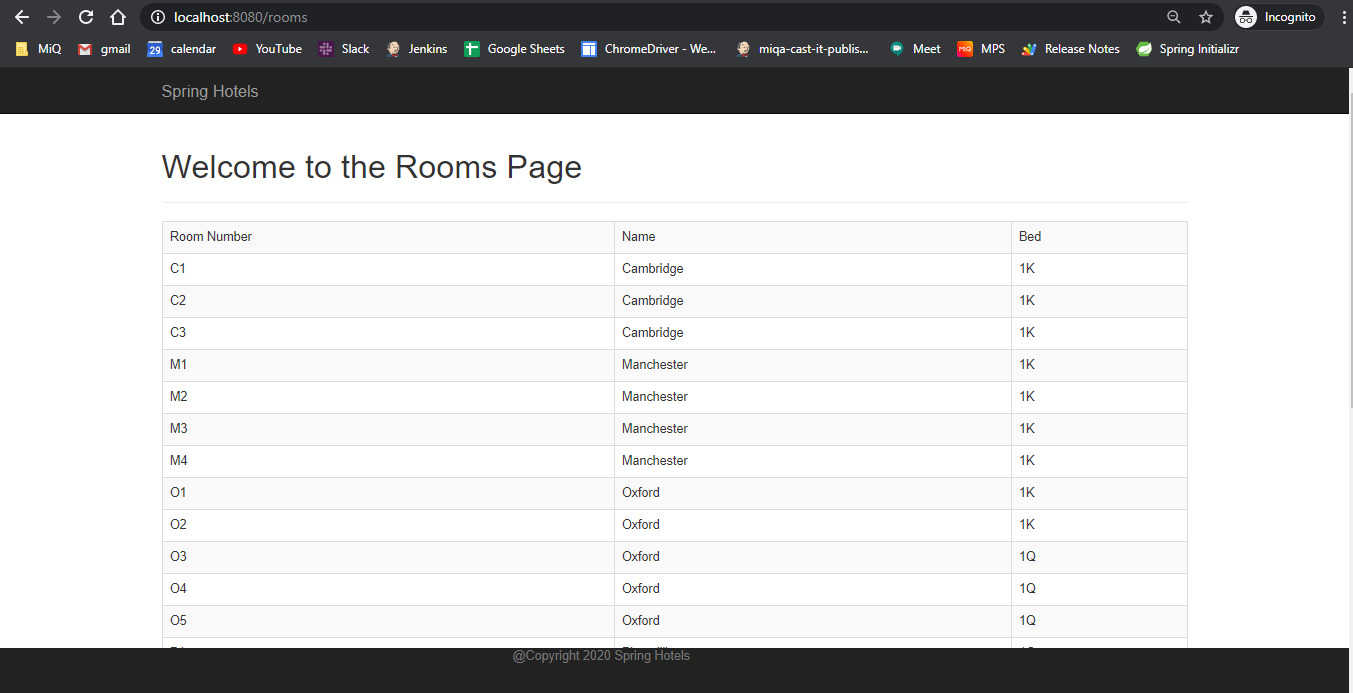 localhost:8080/rooms Incognito
MiQ gmail 29 calendar YouTube Slack Jenkins Google Sheets ChromeDriver - We... miqa-cast-it-publis... Meet MiQ MPS Release Notes Spring Initializr
Spring Hotels
Welcome to the Rooms Page
Room Number Name Bed
C1 Cambridge 1K
C2 Cambridge 1K
C3 Cambridge 1K
M1 Manchester 1K
M2 Manchester 1K
M3 Manchester 1K
M4 Manchester 1K
O1 Oxford 1K
O2 Oxford 1K
O3 Oxford 1Q
O4 Oxford 1Q
O5 Oxford 1Q
@Copyright 2020 Spring Hotels